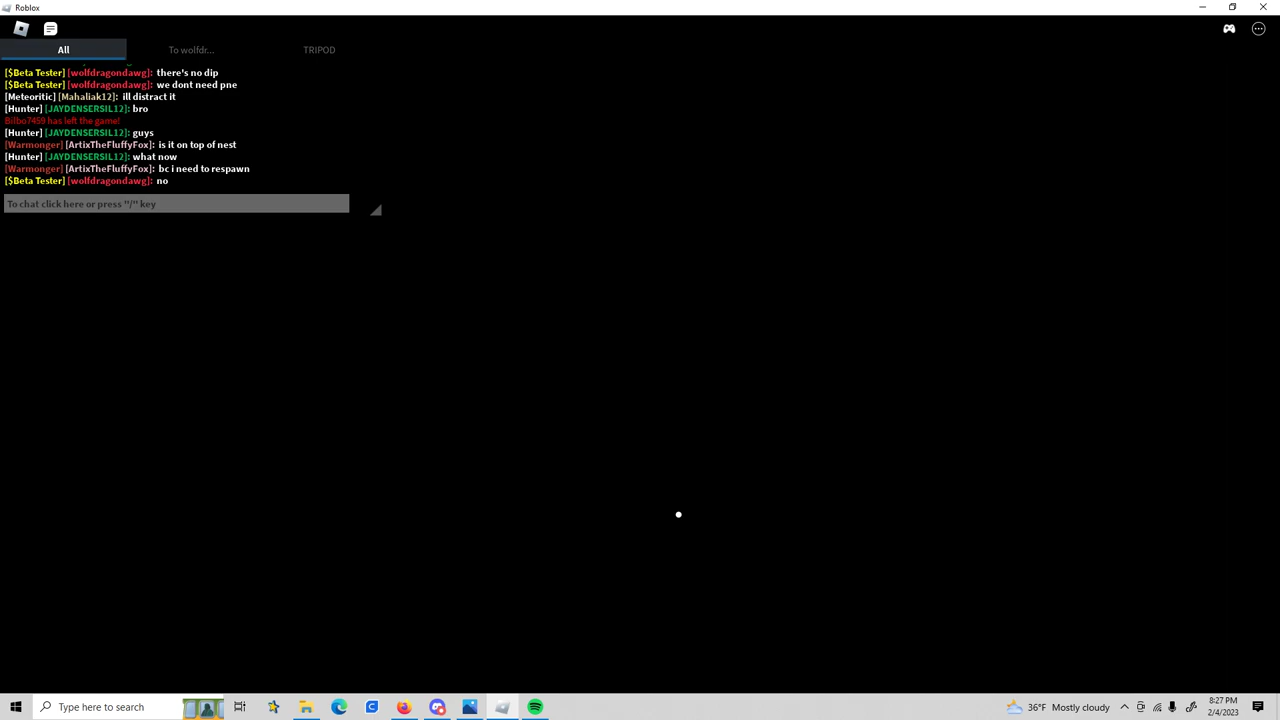 Roblox
All To wolfdr... TRIPOD
[$Beta Tester] [wolfdragondawg]: there's no dip
[$Beta Tester] [wolfdragondawg]: we dont need pne
[Meteoritic] [Mahaliak12]: ill distract it
[Hunter] [JAYDENSERSIL12]: bro
Bilbo7459 has left the game!
[Hunter] [JAYDENSERSIL12]: guys
[Warmonger] [ArtixTheFluffyFox]: is it on top of nest
[Hunter] [JAYDENSERSIL12]: what now
[Warmonger] [ArtixTheFluffyFox]: bc i need to respawn
[$Beta Tester] [wolfdragondawg]: no
To chat click here or press "/" key
Type here to search
36°F Mostly cloudy
8:27 PM
2/4/2023